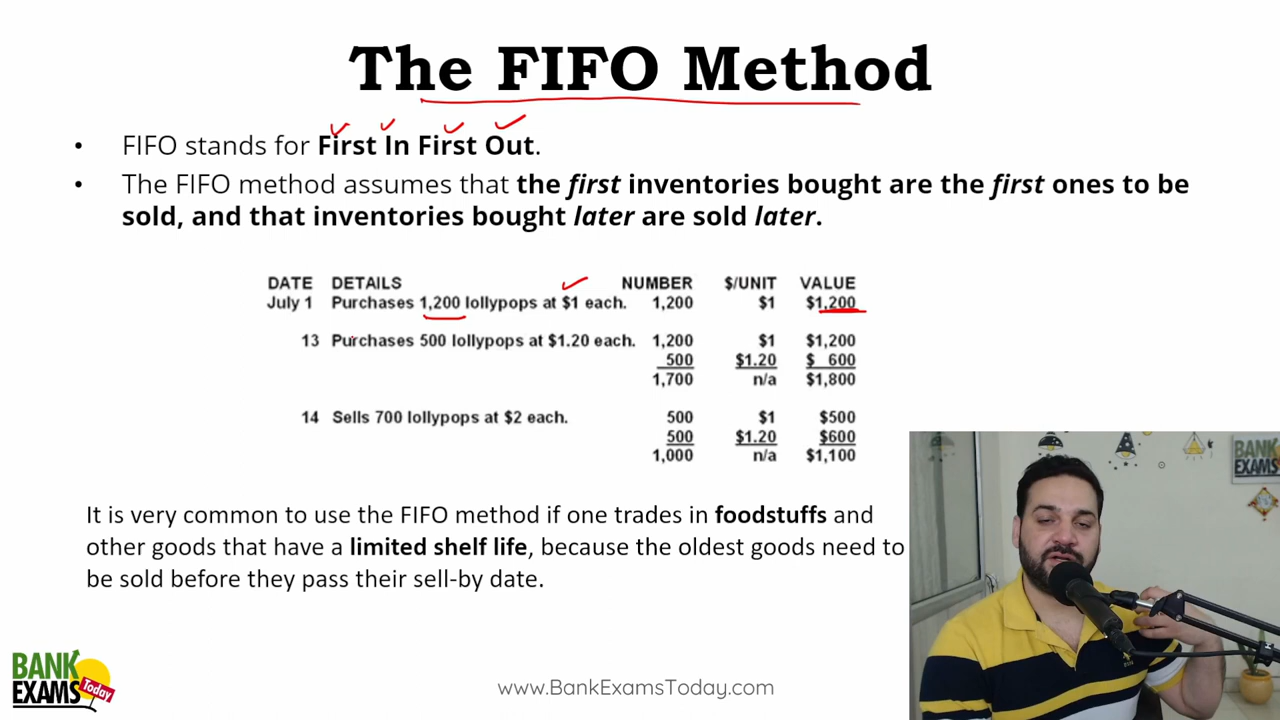 The FIFO Method
• FIFO stands for First In First Out.
• The FIFO method assumes that the first inventories bought are the first ones to be
sold, and that inventories bought later are sold later.
DATE DETAILS NUMBER $/UNIT VALUE
July 1 Purchases 1,200 lollypops at $1 each. 1,200 $1 $1,200
13 Purchases 500 lollypops at $1.20 each. 1,200 $1 $1,200
500 $1.20 $ 600
1,700 n/a $1,800
14 Sells 700 lollypops at $2 each. 500 $1 $500
500 $1.20 $600
1,000 n/a $1,100
It is very common to use the FIFO method if one trades in foodstuffs and
other goods that have a limited shelf life, because the oldest goods need to
be sold before they pass their sell-by date.
BANK
EXAMS
BANK
EXAMS
Today
www.BankExamsToday.com